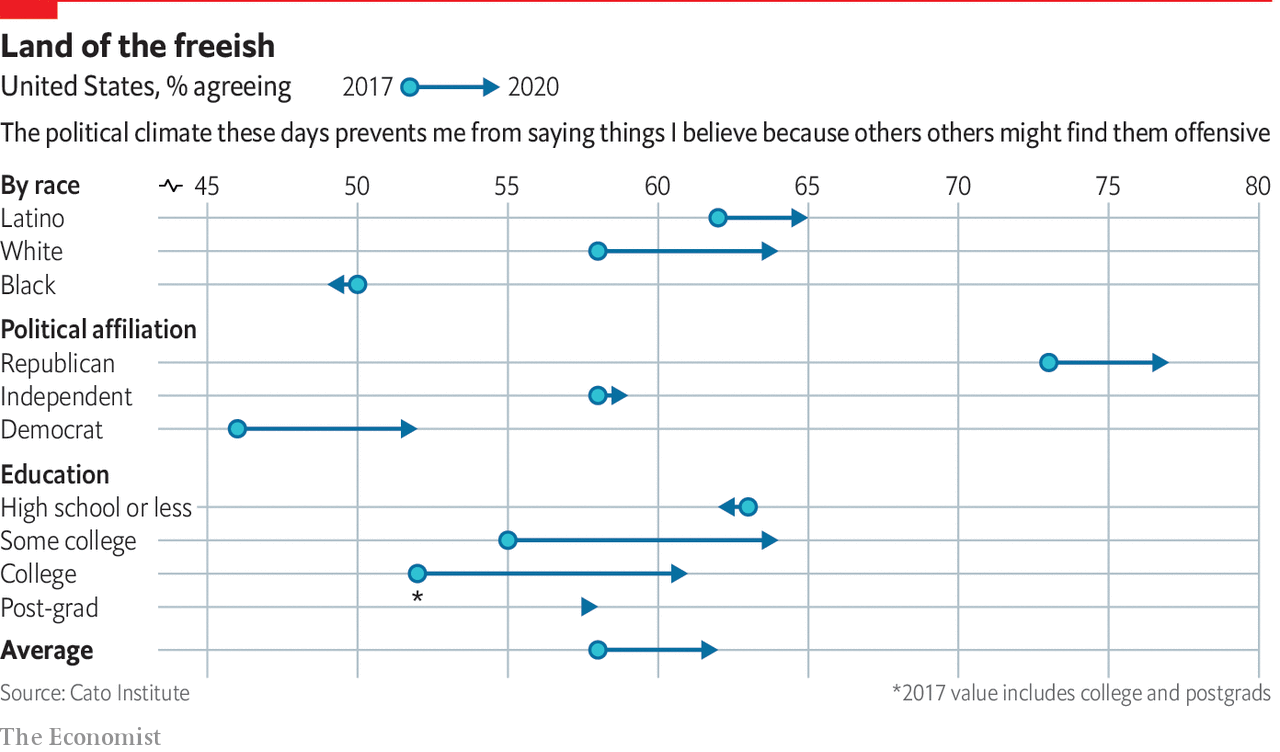 Land of the freeish
United States, % agreeing 2017 2020
The political climate these days prevents me from saying things I believe because others others might find them offensive
By race 45 50 55 60 65 70 75 80
Latino
White
Black
Political affiliation
Republican
Independent
Democrat
Education
High school or less
Some college
College
*
Post-grad
Average
Source: Cato Institute *2017 value includes college and postgrads
The Economist